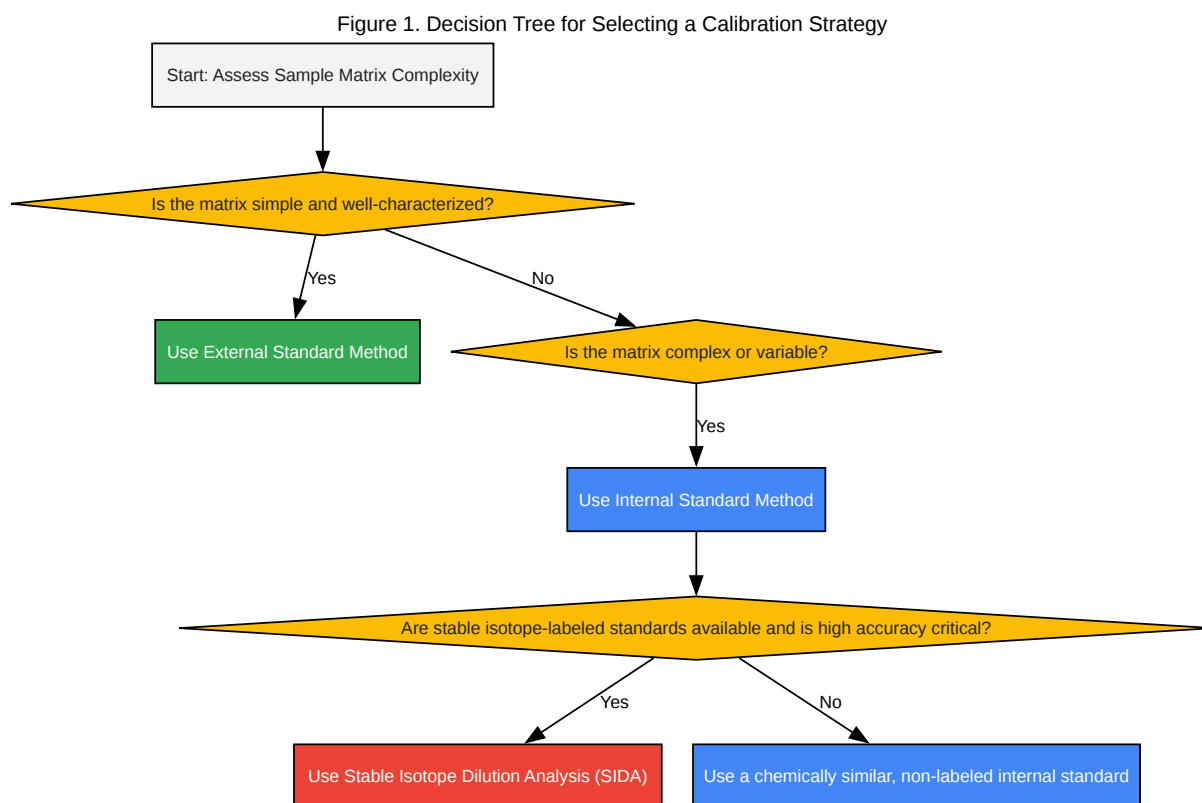 Figure 1. Decision Tree for Selecting a Calibration Strategy
Start: Assess Sample Matrix Complexity
Is the matrix simple and well-characterized?
Yes
No
Use External Standard Method
Is the matrix complex or variable?
Yes
Use Internal Standard Method
Are stable isotope-labeled standards available and is high accuracy critical?
Yes
No
Use Stable Isotope Dilution Analysis (SIDA)
Use a chemically similar, non-labeled internal standard